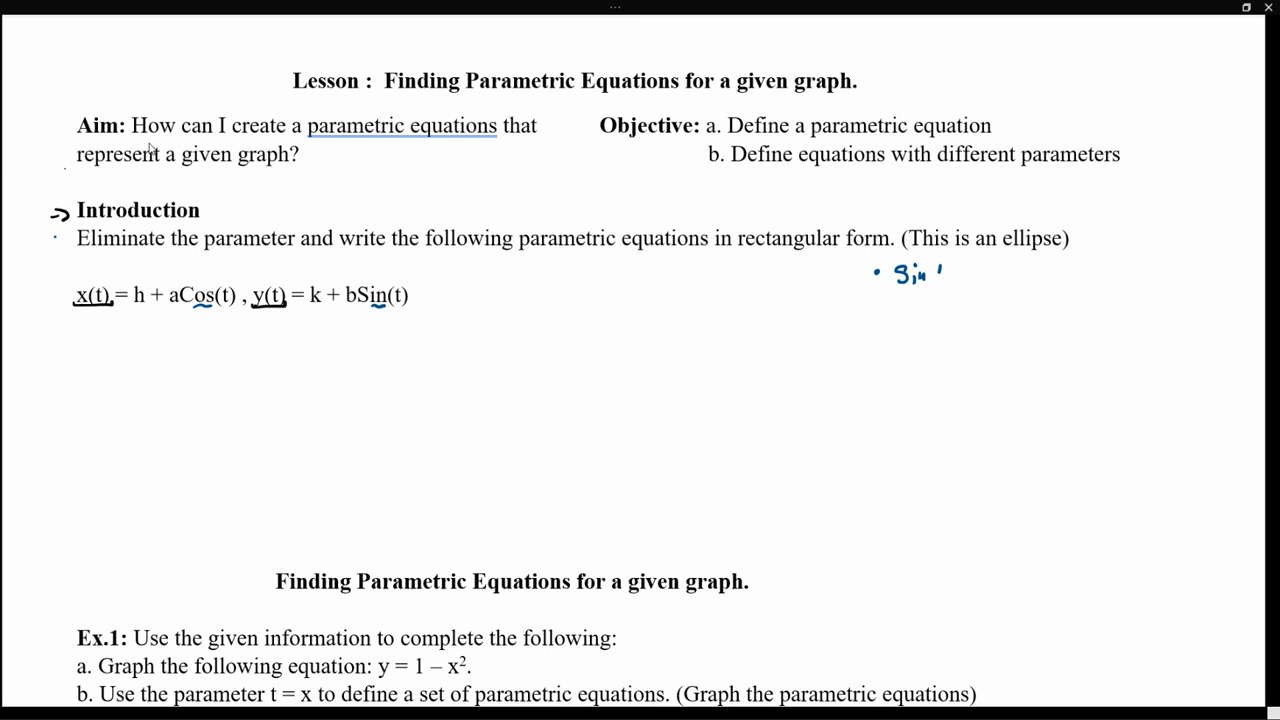 Lesson : Finding Parametric Equations for a given graph.
Aim: How can I create a parametric equations that
represent a given graph?
Objective: a. Define a parametric equation
b. Define equations with different parameters
Introduction
Eliminate the parameter and write the following parametric equations in rectangular form. (This is an ellipse)
• Sin '
x(t) = h + aCos(t) , y(t) = k + bSin(t)
Finding Parametric Equations for a given graph.
Ex.1: Use the given information to complete the following:
a. Graph the following equation: y = 1 – x².
b. Use the parameter t = x to define a set of parametric equations. (Graph the parametric equations)